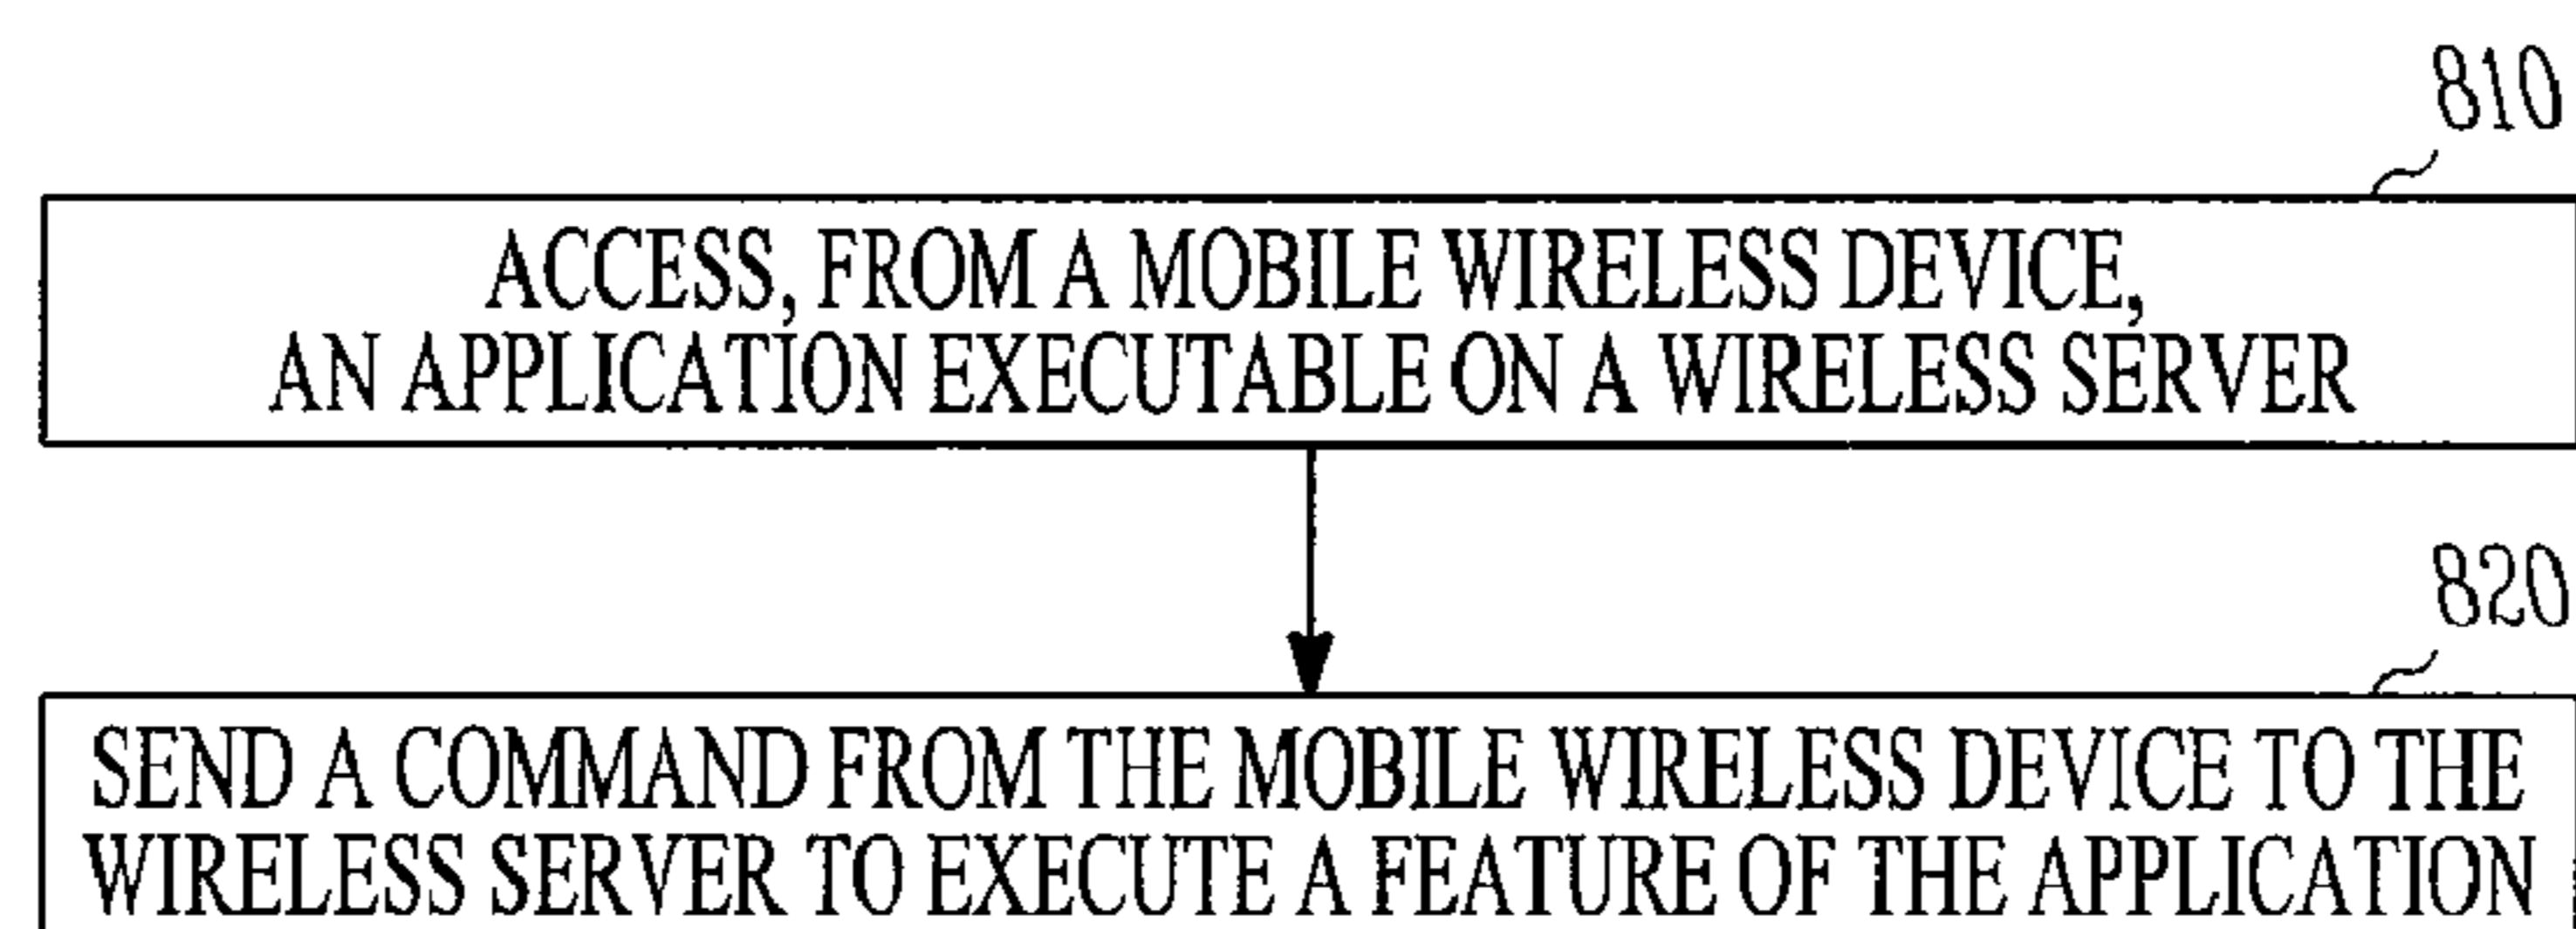 810
ACCESS, FROM A MOBILE WIRELESS DEVICE,
AN APPLICATION EXECUTABLE ON A WIRELESS SERVER
820
SEND A COMMAND FROM THE MOBILE WIRELESS DEVICE TO THE
WIRELESS SERVER TO EXECUTE A FEATURE OF THE APPLICATION